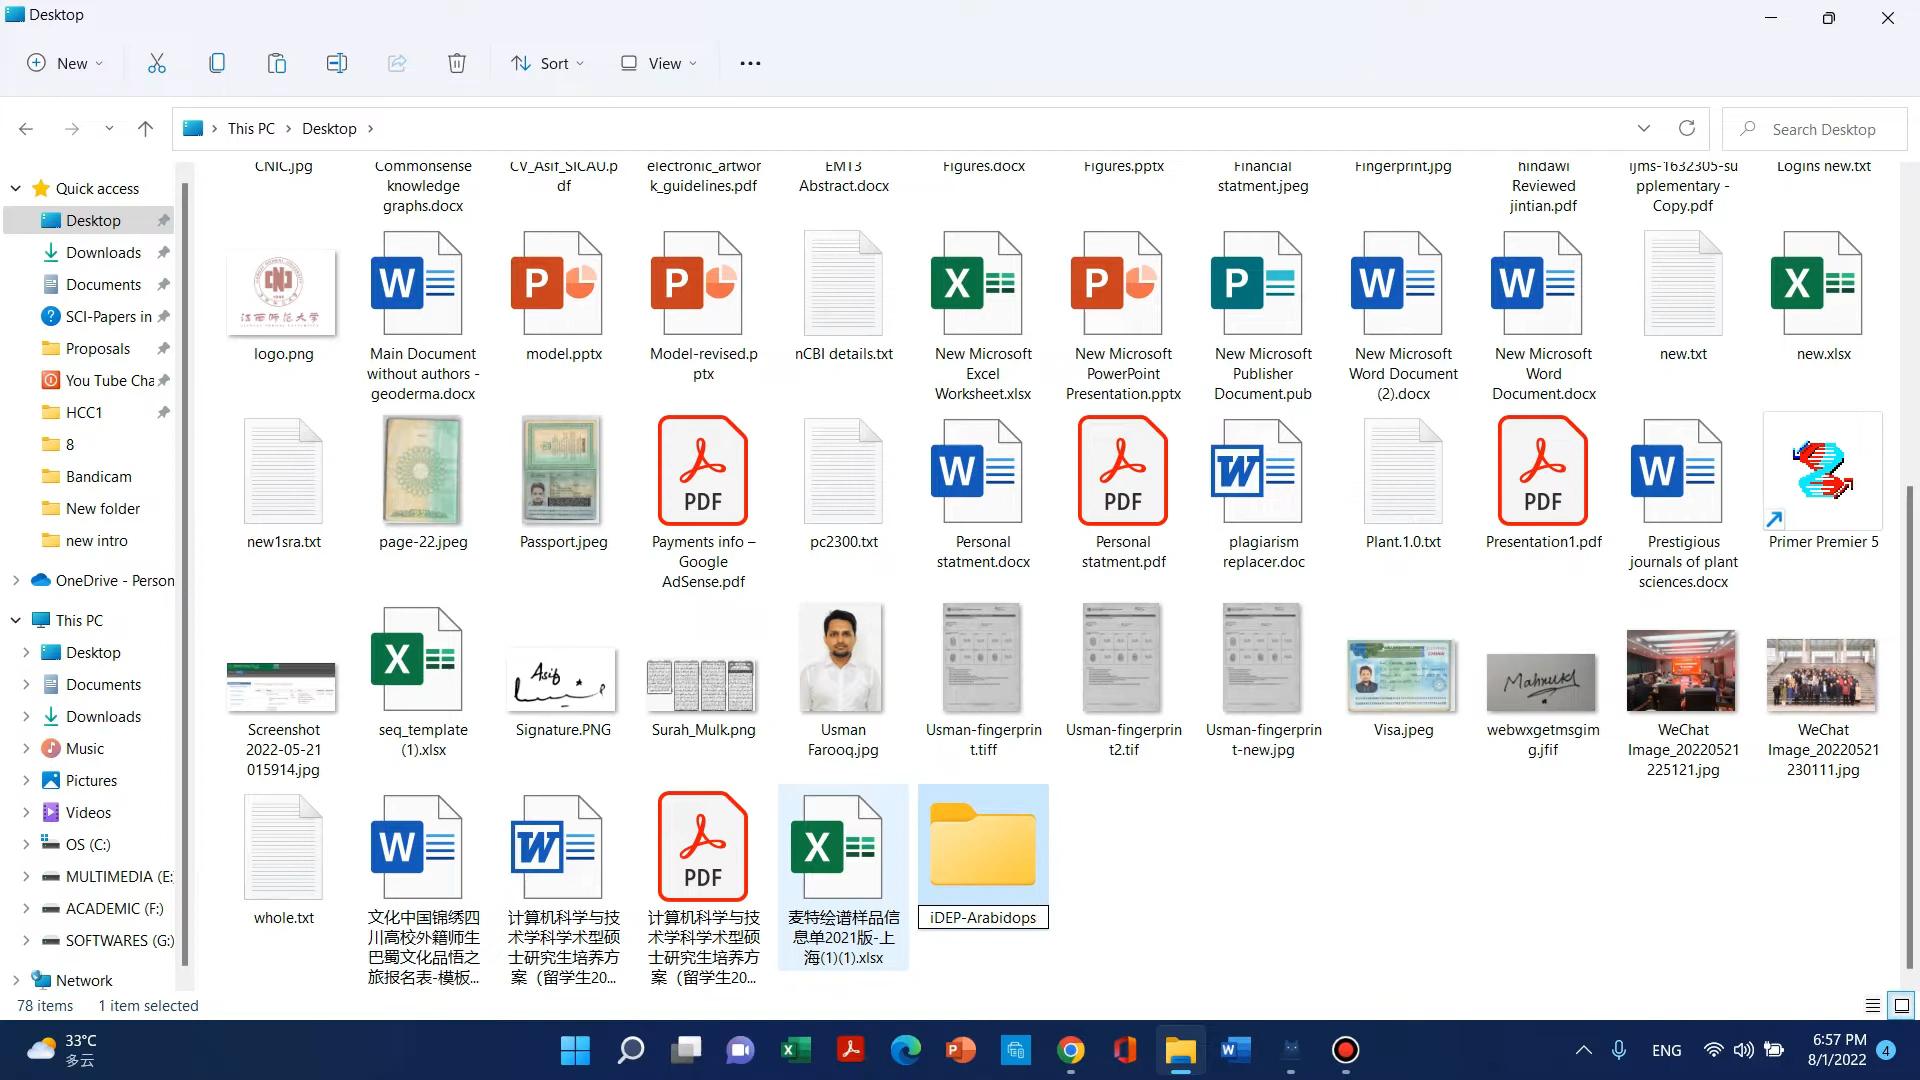 Desktop
New
Sort
View
This PC
Desktop
Search Desktop
Quick access
Desktop
Downloads
Documents
SCI-Papers in
Proposals
You Tube Cha
HCC1
8
Bandicam
New folder
new intro
OneDrive - Person
This PC
Desktop
Documents
Downloads
Music
Pictures
Videos
OS (C:)
MULTIMEDIA (E:
ACADEMIC (F:)
SOFTWARES (G:)
Network
CNIC.jpg
Commonsense
knowledge
graphs.docx
CV_Asif_SICAU.p
df
electronic_artwor
k_guidelines.pdf
EMT3
Abstract.docx
Figures.docx
Figures.pptx
Financial
statment.jpeg
Fingerprint.jpg
hindawi
Reviewed
jintian.pdf
ijms-1632305-su
pplementary -
Copy.pdf
Logins new.txt
江西师范大学
logo.png
Main Document
without authors -
geoderma.docx
model.pptx
Model-revised.p
ptx
nCBI details.txt
New Microsoft
Excel
Worksheet.xlsx
New Microsoft
PowerPoint
Presentation.pptx
New Microsoft
Publisher
Document.pub
New Microsoft
Word Document
(2).docx
New Microsoft
Word
Document.docx
new.txt
new.xlsx
new1sra.txt
page-22.jpeg
Passport.jpeg
PDF
Payments info –
Google
AdSense.pdf
pc2300.txt
Personal
statment.docx
PDF
Personal
statment.pdf
plagiarism
replacer.doc
Plant.1.0.txt
PDF
Presentation1.pdf
Prestigious
journals of plant
sciences.docx
Primer Premier 5
Screenshot
2022-05-21
015914.jpg
seq_template
(1).xlsx
Asif
Signature.PNG
Surah_Mulk.png
Usman
Farooq.jpg
Usman-fingerprin
t.tiff
Usman-fingerprin
t2.tif
Usman-fingerprin
t-new.jpg
Visa.jpeg
webwxgetmsgim
g.jfif
WeChat
Image_20220521
225121.jpg
WeChat
Image_20220521
230111.jpg
whole.txt
文化中国锦绣四
川高校外籍师生
巴蜀文化品悟之
旅报名表-模板...
计算机科学与技
术学科学术型硕
士研究生培养方
案（留学生20...
PDF
计算机科学与技
术学科学术型硕
士研究生培养方
案（留学生20...
麦特绘谱样品信
息单2021版-上
海(1)(1).xlsx
iDEP-Arabidops
78 items
1 item selected
33°C
多云
ENG
6:57 PM
8/1/2022
4